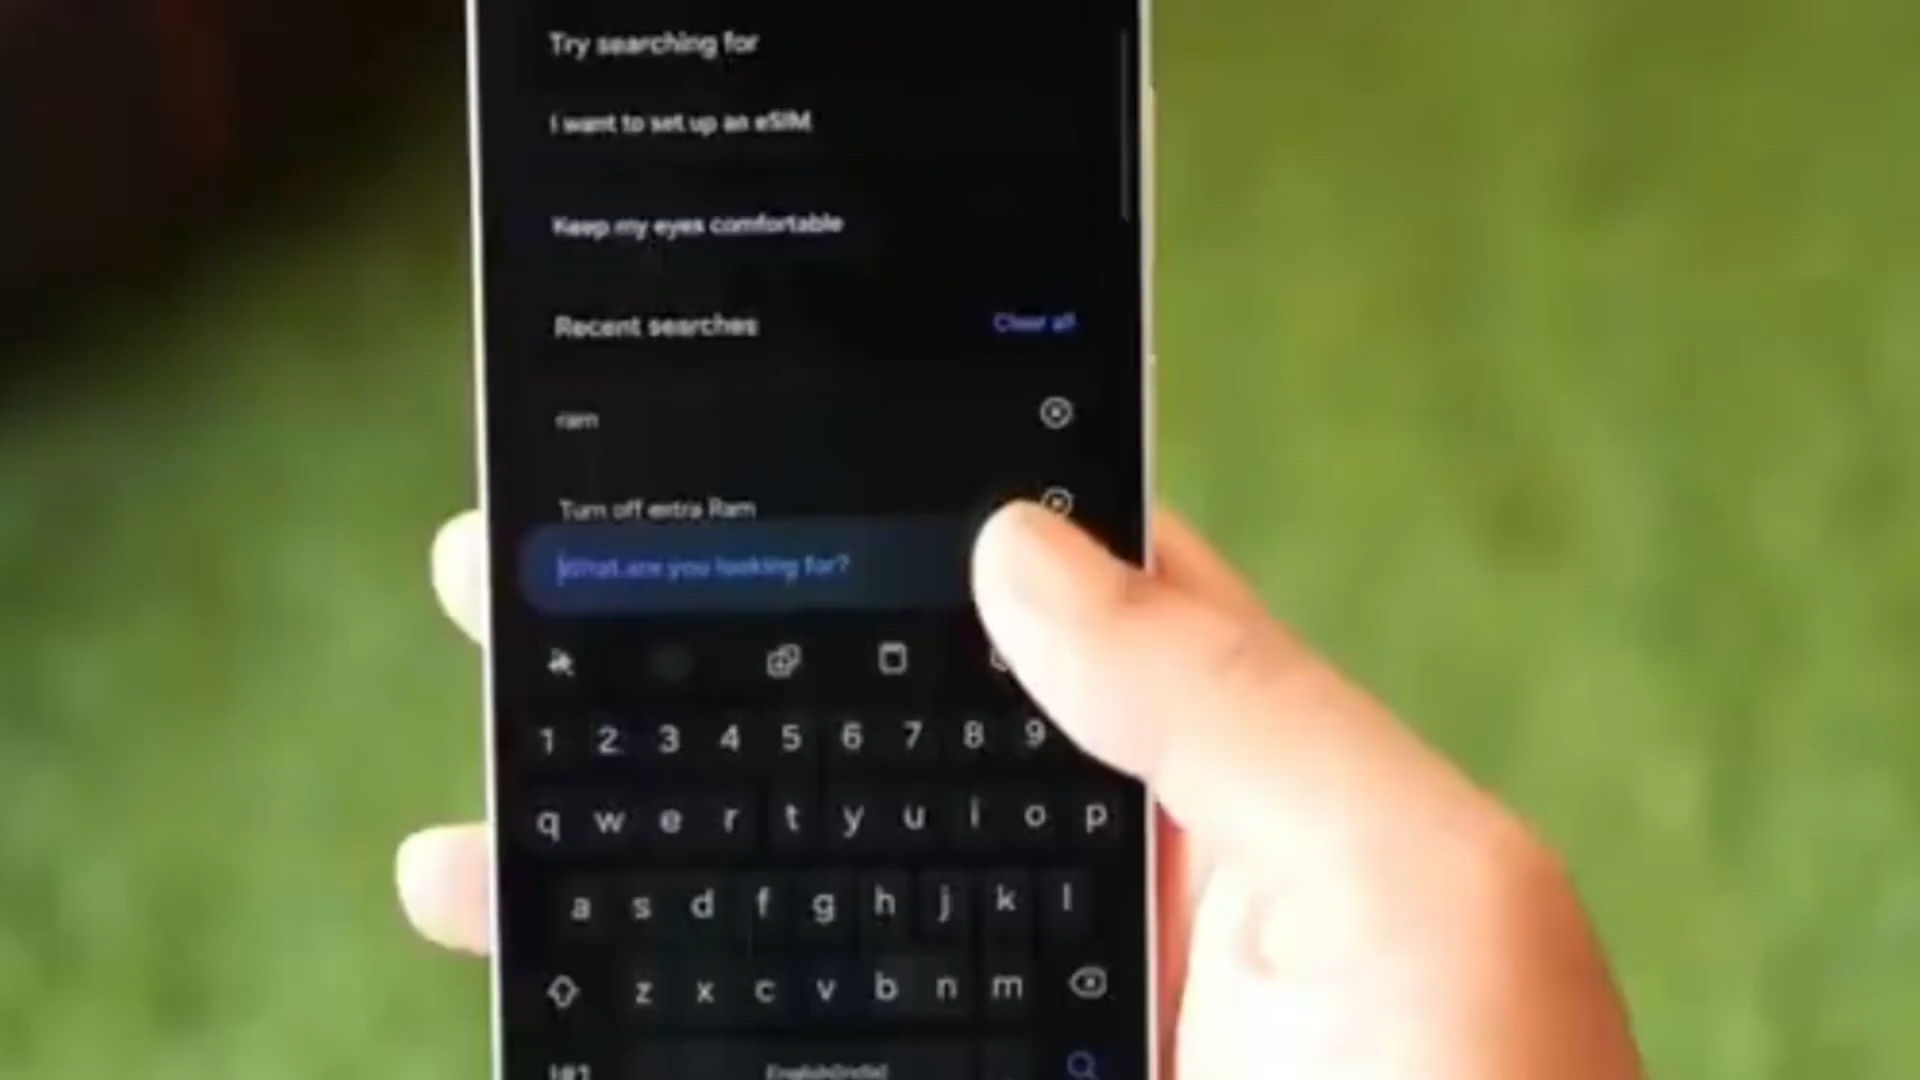 Try searching for
I want to set up an eSIM
Keep my eyes comfortable
Recent searches
Clear all
ram
Turn off extra Ram
What are you looking for?
1 2 3 4 5 6 7 8 9
q w e r t y u i o p
a s d f g h j k l
z x c v b n m
English(India)